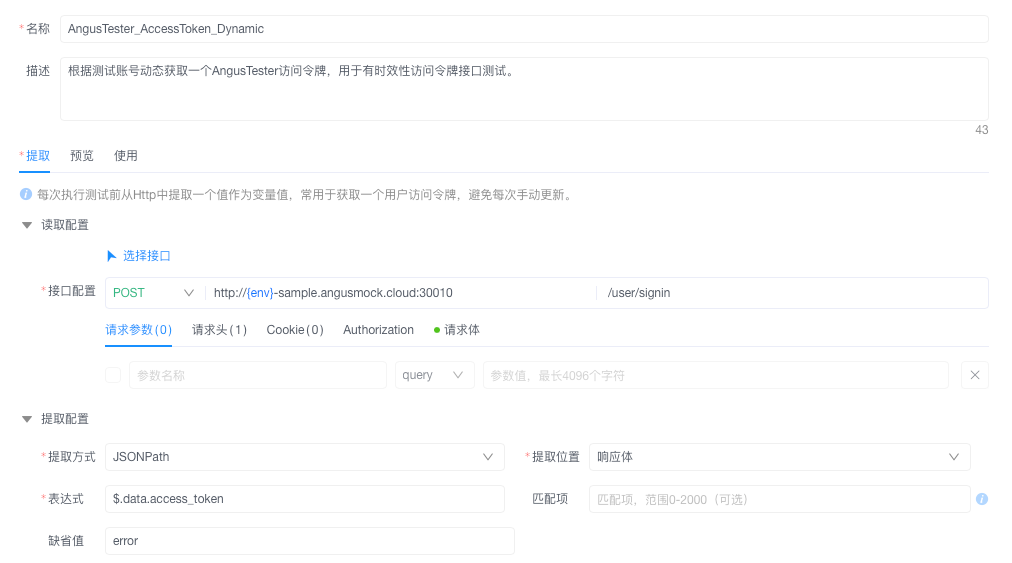 * 名称 AngusTester_AccessToken_Dynamic
描述 根据测试账号动态获取一个AngusTester访问令牌，用于有时效性访问令牌接口测试。
43
* 提取 预览 使用
i 每次执行测试前从Http中提取一个值作为变量值，常用于获取一个用户访问令牌，避免每次手动更新。
读取配置
选择接口
* 接口配置 POST http://{env}-sample.angusmock.cloud:30010 /user/signin
请求参数(0) 请求头(1) Cookie(0) Authorization 请求体
参数名称 query 参数值，最长4096个字符
提取配置
* 提取方式 JSONPath * 提取位置 响应体
* 表达式 $.data.access_token 匹配项 匹配项，范围0-2000（可选） i
缺省值 error